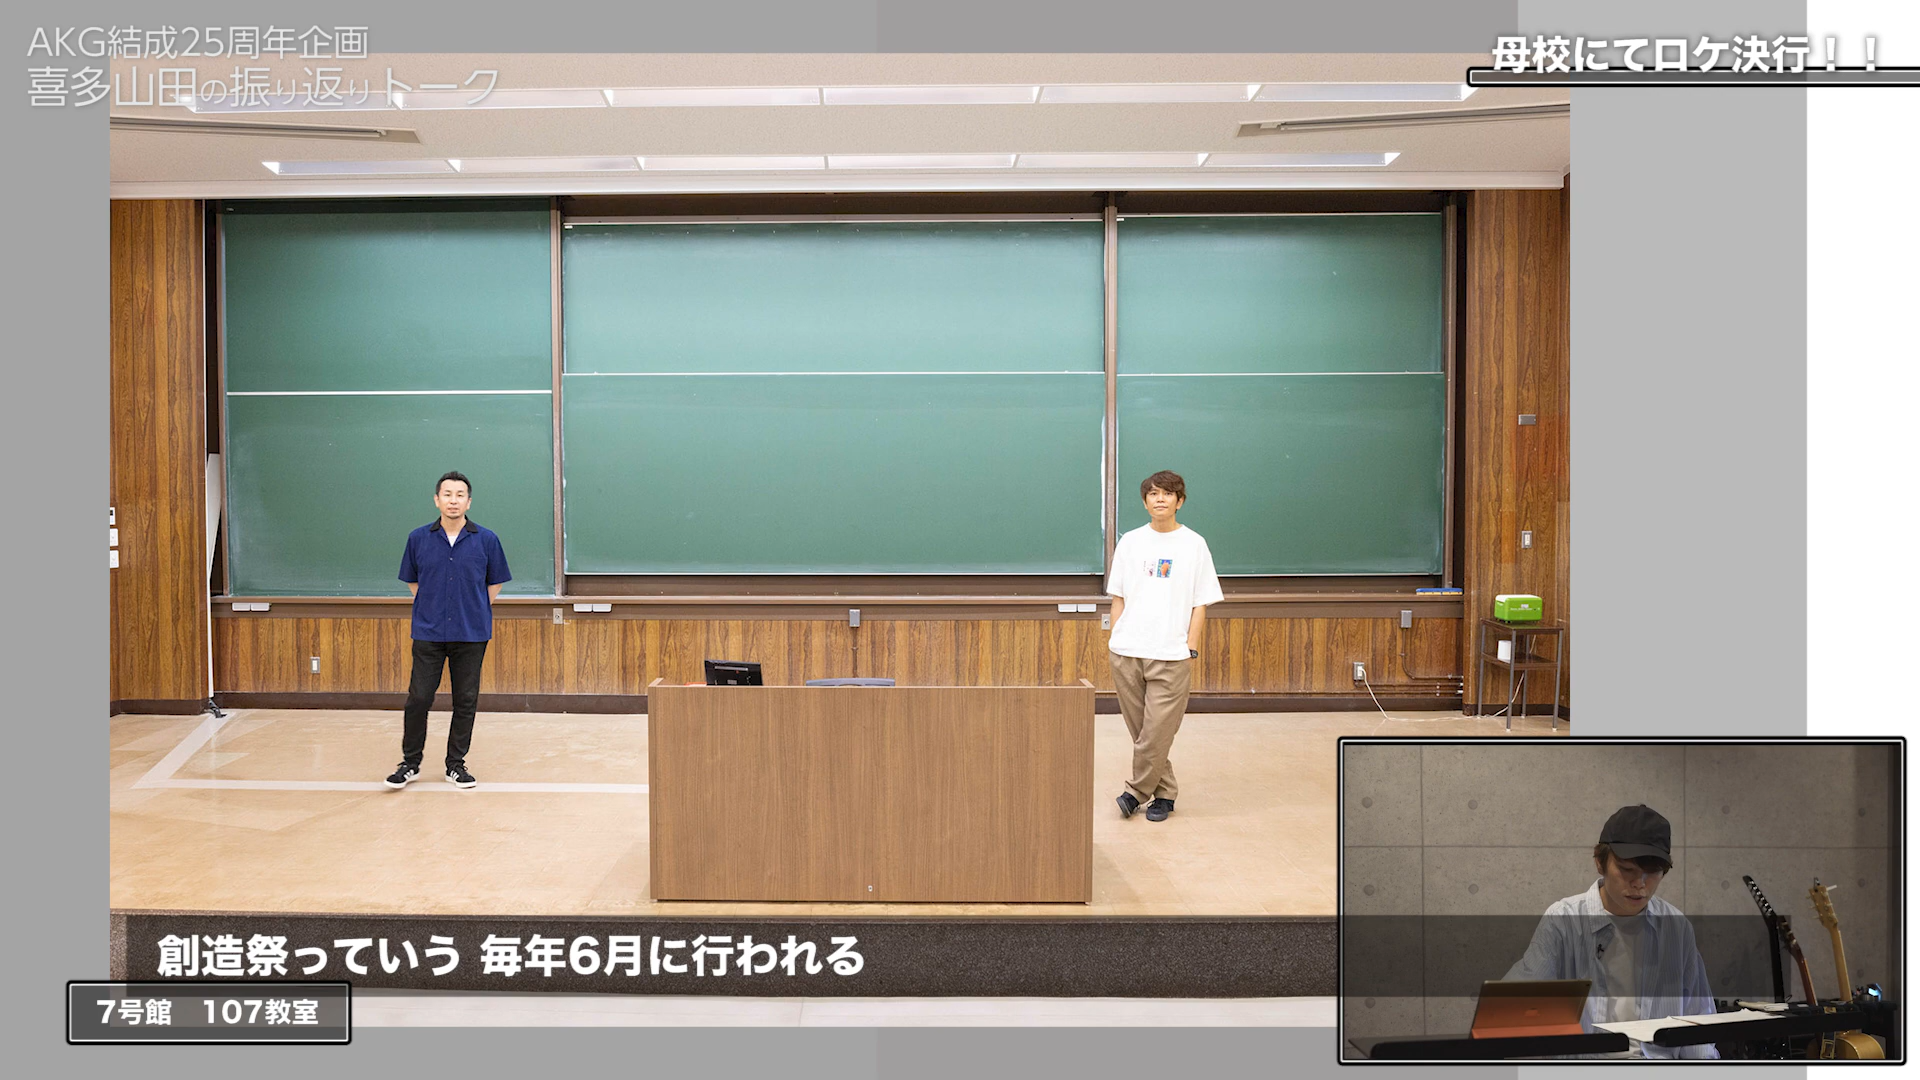 AKG結成25周年企画
喜多山田の振り返りトーク
母校にてロケ決行！！
創造祭っていう 毎年6月に行われる
7号館　107教室